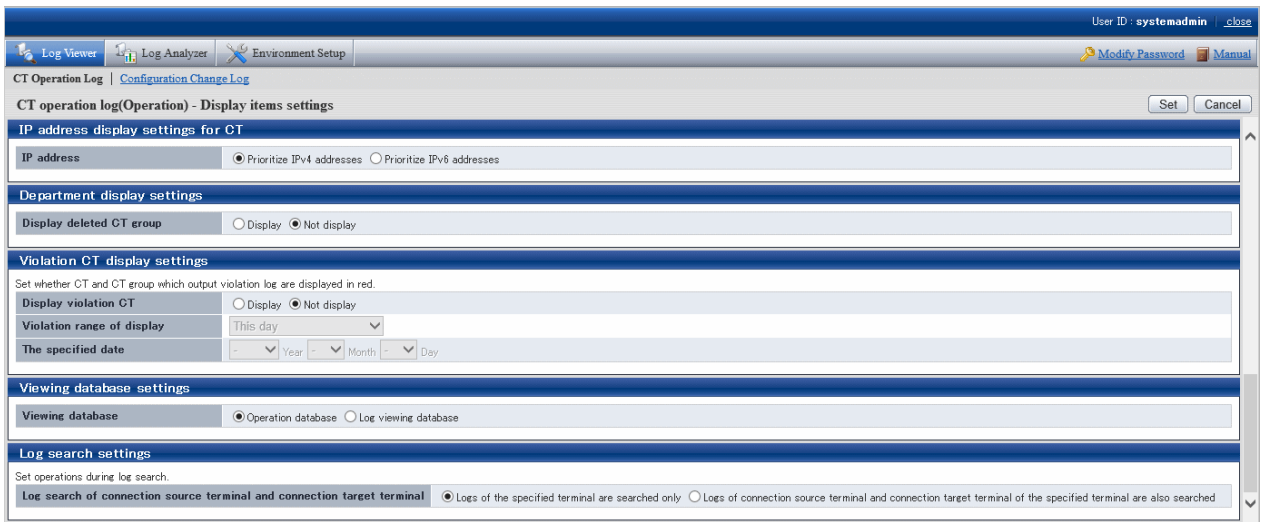 User ID : systemadmin | close
Log Viewer Log Analyzer Environment Setup Modify Password Manual
CT Operation Log | Configuration Change Log
CT operation log(Operation) - Display items settings Set Cancel
IP address display settings for CT
IP address Prioritize IPv4 addresses Prioritize IPv6 addresses
Department display settings
Display deleted CT group Display Not display
Violation CT display settings
Set whether CT and CT group which output violation log are displayed in red.
Display violation CT Display Not display
Violation range of display This day
The specified date - Year - Month - Day
Viewing database settings
Viewing database Operation database Log viewing database
Log search settings
Set operations during log search.
Log search of connection source terminal and connection target terminal Logs of the specified terminal are searched only Logs of connection source terminal and connection target terminal of the specified terminal are also searched